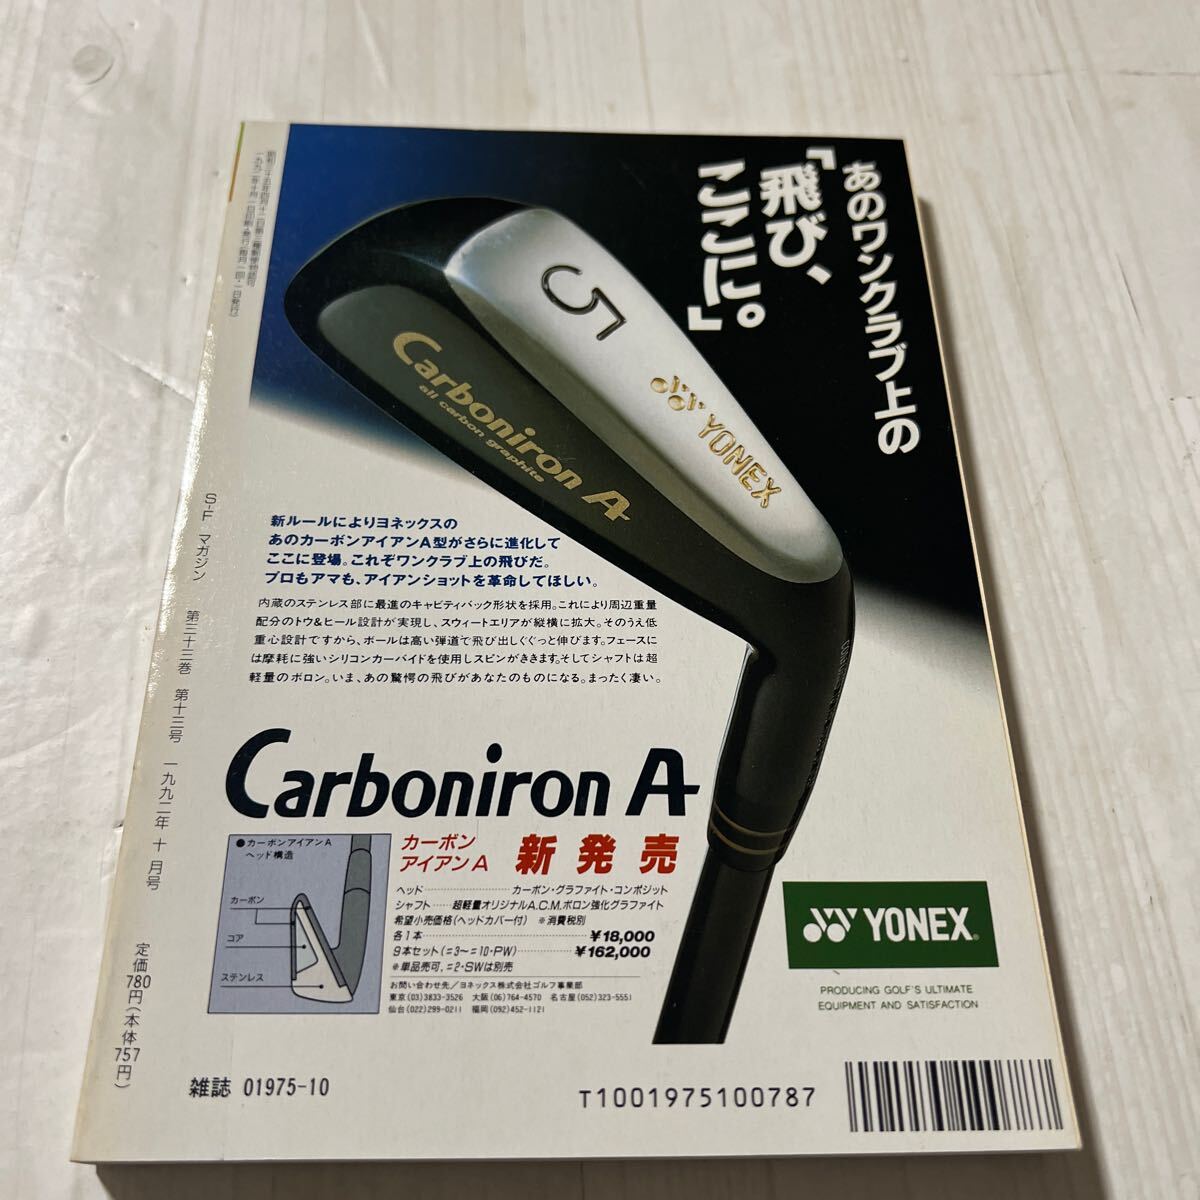 あのワンクラブ上の
「飛び、
ここに。」
5
YONEX
Carboniron A
all carbon graphite
新ルールによりヨネックスの
あのカーボンアイアンA型がさらに進化して
ここに登場。これぞワンクラブ上の飛びだ。
プロもアマも、アイアンショットを革命してほしい。
内蔵のステンレス部に最進のキャビティバック形状を採用。これにより周辺重量
配分のトウ&ヒール設計が実現し、スウィートエリアが縦横に拡大。そのうえ低
重心設計ですから、ボールは高い弾道で飛び出しぐぐっと伸びます。フェースに
は摩耗に強いシリコンカーバイドを使用しスピンがききます。そしてシャフトは超
軽量のボロン。いま、あの驚愕の飛びがあなたのものになる。まったく凄い。
Carboniron A
カーボン
アイアンA 新発売
●カーボンアイアンA
ヘッド構造
カーボン
コア
ステンレス
ヘッド……カーボン・グラファイト・コンポジット
シャフト……超軽量オリジナルA.C.M.ボロン強化グラファイト
希望小売価格(ヘッドカバー付) ※消費税別
各1本……¥18,000
9本セット(#3〜#10・PW)……¥162,000
※単品売可、#2・SWは別売
お問い合わせ先/ヨネックス株式会社ゴルフ事業部
東京(03)3833-3526 大阪(06)764-4570 名古屋(052)323-5551
仙台(022)299-0211 福岡(092)452-1121
YONEX
PRODUCING GOLF'S ULTIMATE
EQUIPMENT AND SATISFACTION
S-F マガジン 第三十三巻 第十三号 一九九二年 十月号
定価780円(本体757円)
雑誌 01975-10
T1001975100787